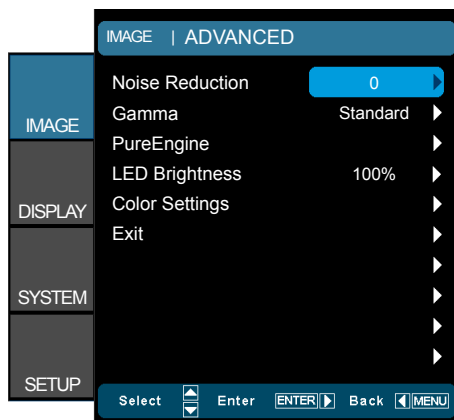 IMAGE | ADVANCED
IMAGE
DISPLAY
SYSTEM
SETUP
Noise Reduction 0
Gamma Standard
PureEngine
LED Brightness 100%
Color Settings
Exit
Select Enter ENTER Back MENU